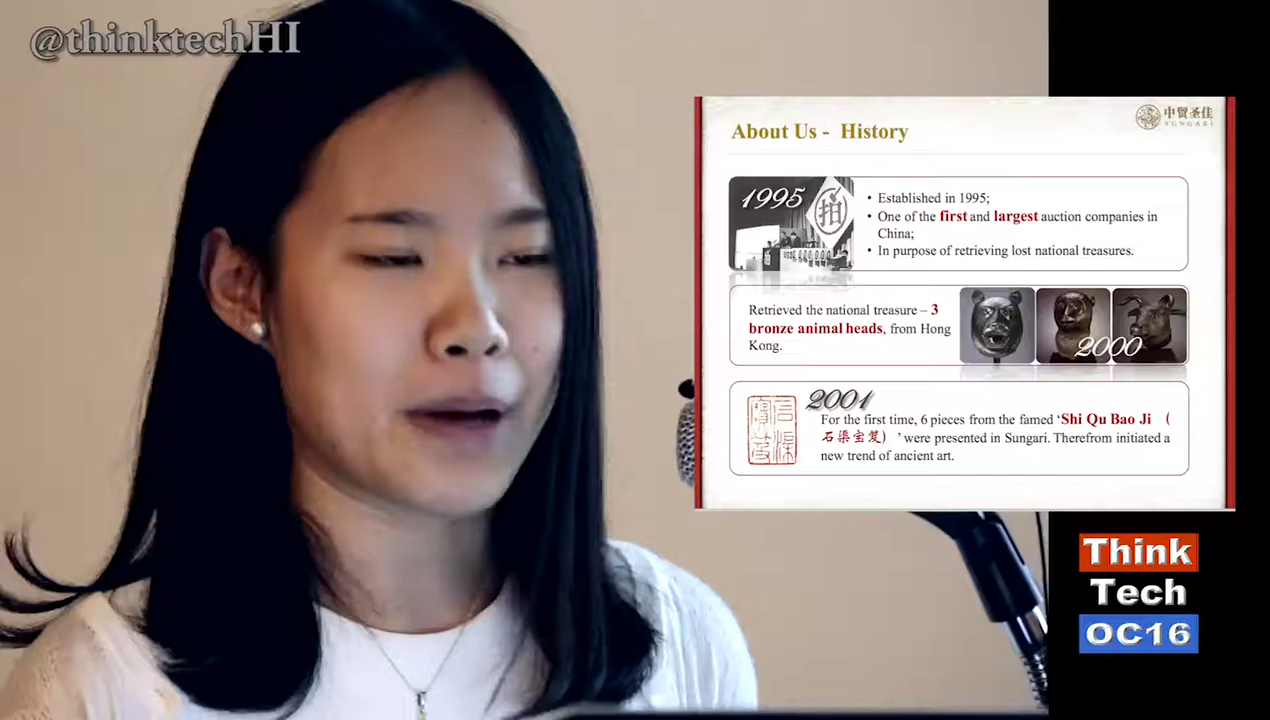 @thinktechHI
About Us - History
中贸圣佳
SUNGARI
1995
拍
• Established in 1995;
• One of the first and largest auction companies in
China;
• In purpose of retrieving lost national treasures.
Retrieved the national treasure – 3
bronze animal heads, from Hong
Kong.
2000
2001
For the first time, 6 pieces from the famed ‘Shi Qu Bao Ji （
石渠宝笈） ’ were presented in Sungari. Therefrom initiated a
new trend of ancient art.
Think
Tech
OC16